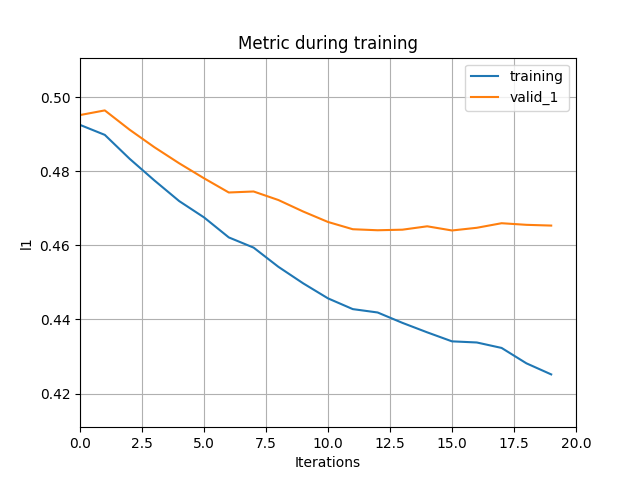 Metric during training
training
valid_1
l1
0.50
0.48
0.46
0.44
0.42
0.0 2.5 5.0 7.5 10.0 12.5 15.0 17.5 20.0
Iterations